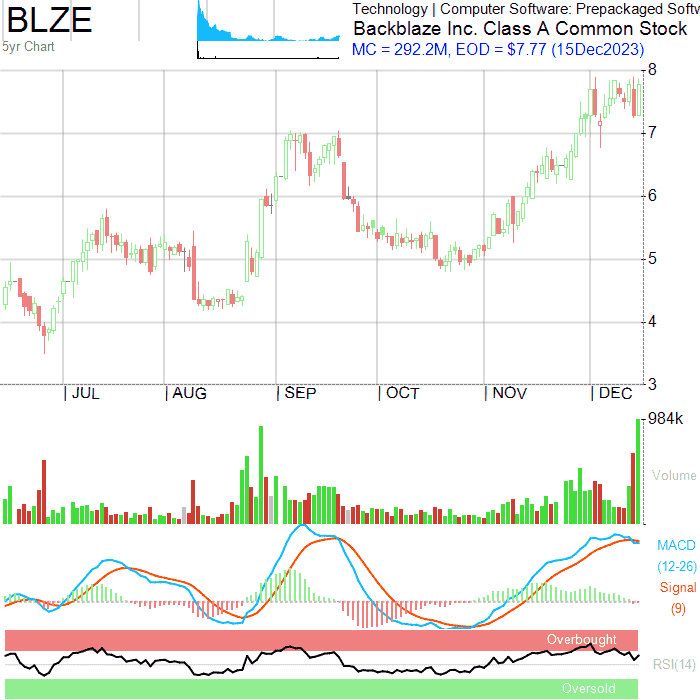 BLZE
5yr Chart
Technology | Computer Software: Prepackaged Softw
Backblaze Inc. Class A Common Stock
MC = 292.2M, EOD = $7.77 (15Dec2023)
8
7
6
5
4
3
JUL
AUG
SEP
OCT
NOV
DEC
984k
Volume
MACD
(12-26)
Signal
(9)
Overbought
RSI(14)
Oversold